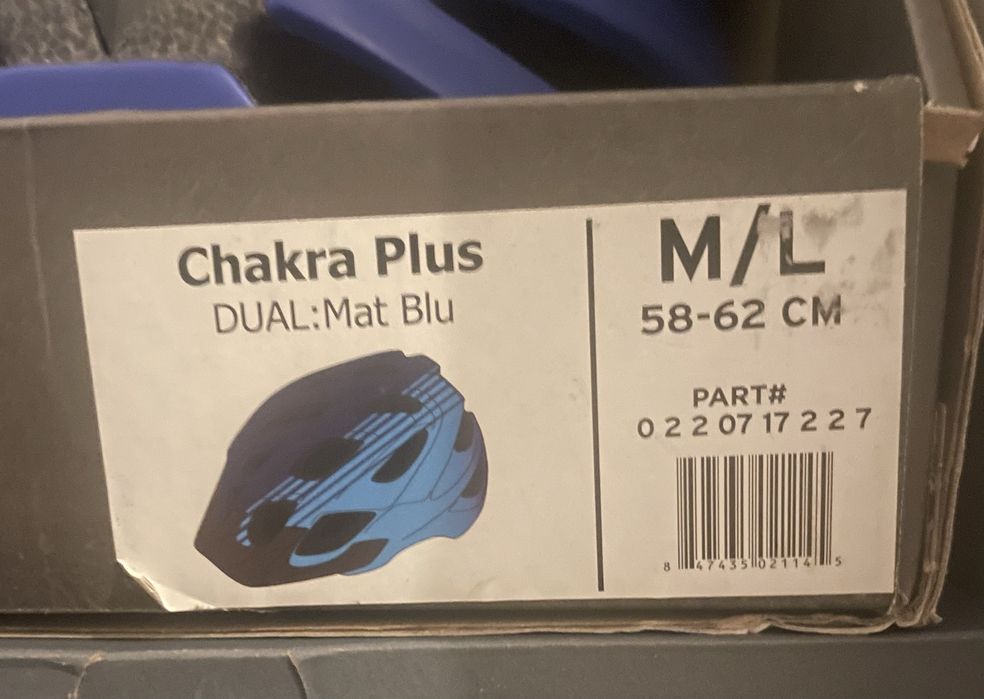 Chakra Plus
DUAL:Mat Blu
M/L
58-62 CM
PART#
0 2 2 07 17 2 2 7
8 47435 02114 5